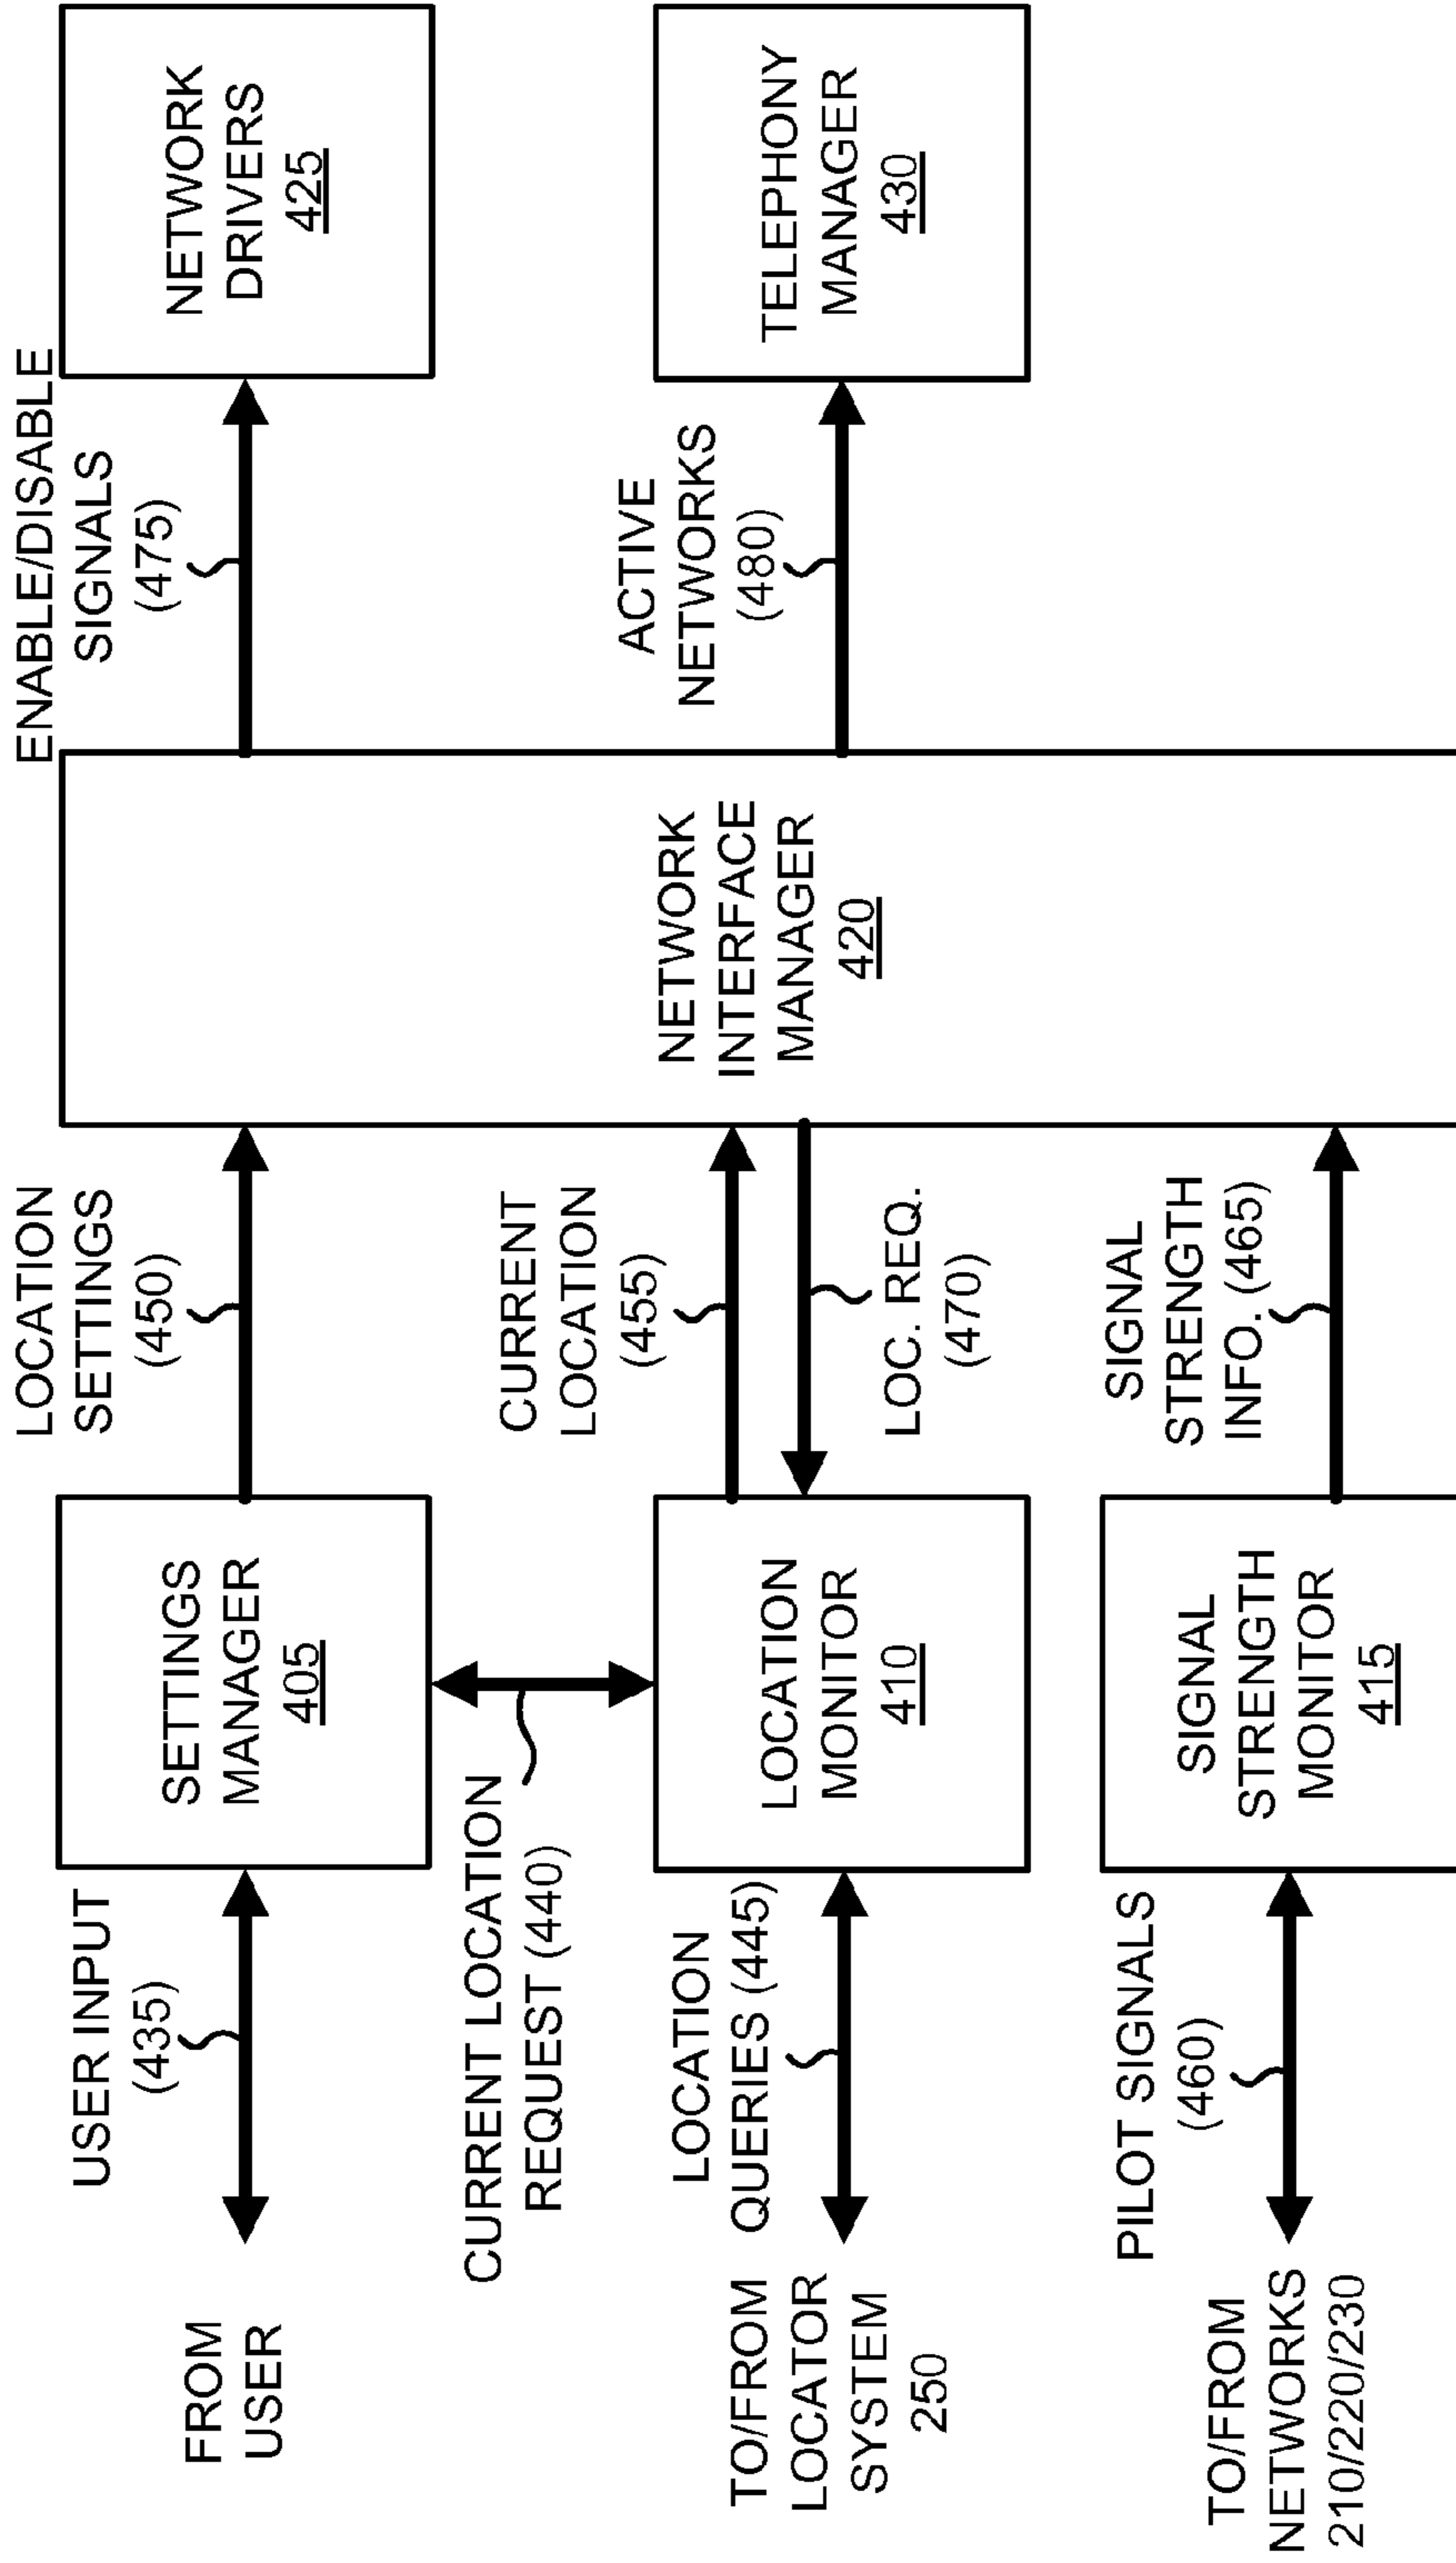 FROM
USER
USER INPUT
(435)
SETTINGS
MANAGER
405
LOCATION
SETTINGS
(450)
CURRENT LOCATION
REQUEST (440)
TO/FROM
LOCATOR
SYSTEM
250
LOCATION
QUERIES (445)
LOCATION
MONITOR
410
CURRENT
LOCATION
(455)
LOC. REQ.
(470)
TO/FROM
NETWORKS
210/220/230
PILOT SIGNALS
(460)
SIGNAL
STRENGTH
MONITOR
415
SIGNAL
STRENGTH
INFO. (465)
NETWORK
INTERFACE
MANAGER
420
ENABLE/DISABLE
SIGNALS
(475)
NETWORK
DRIVERS
425
ACTIVE
NETWORKS
(480)
TELEPHONY
MANAGER
430